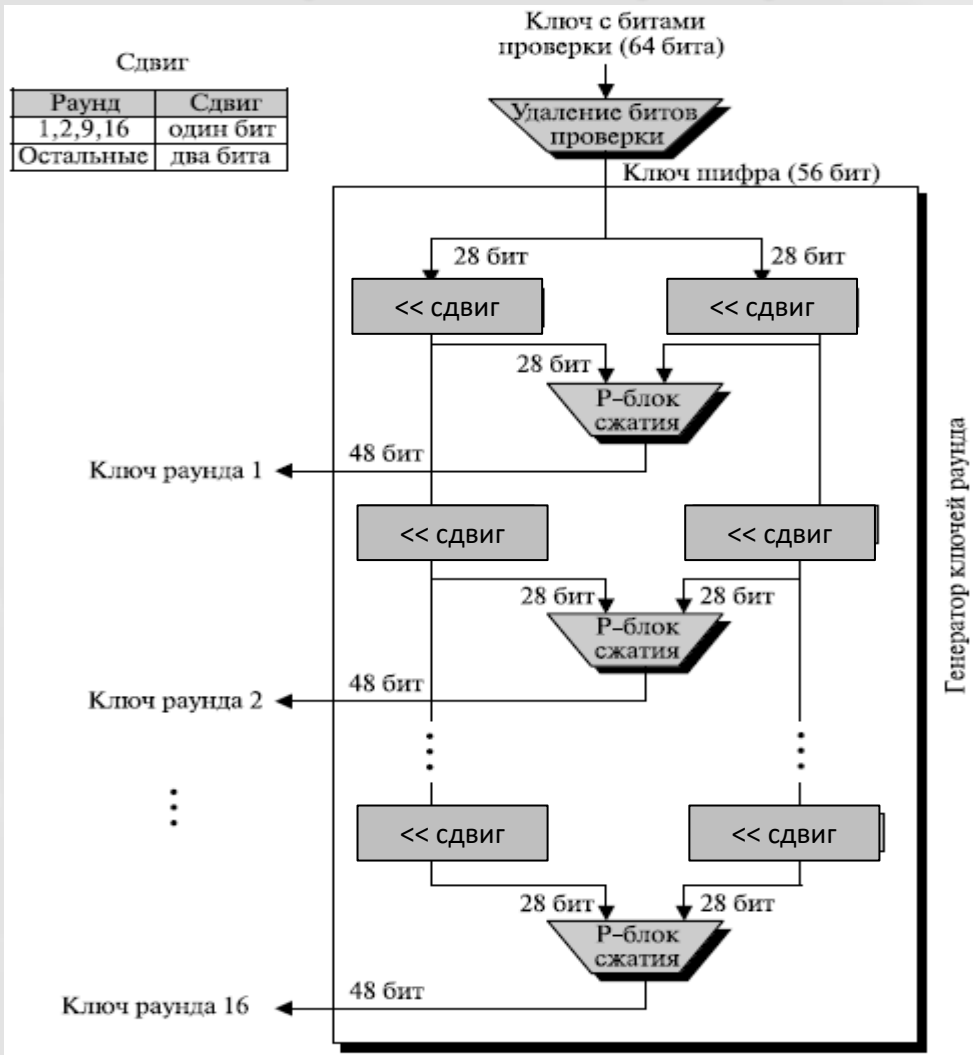 Ключ с битами
проверки (64 бита)
Сдвиг
Раунд Сдвиг
1,2,9,16 один бит
Остальные два бита
Удаление битов
проверки
Ключ шифра (56 бит)
28 бит 28 бит
<< сдвиг << сдвиг
28 бит
P-блок
сжатия
48 бит
Ключ раунда 1
<< сдвиг << сдвиг
28 бит 28 бит
P-блок
сжатия
48 бит
Ключ раунда 2
<< сдвиг << сдвиг
28 бит 28 бит
P-блок
сжатия
48 бит
Ключ раунда 16
Генератор ключей раунда